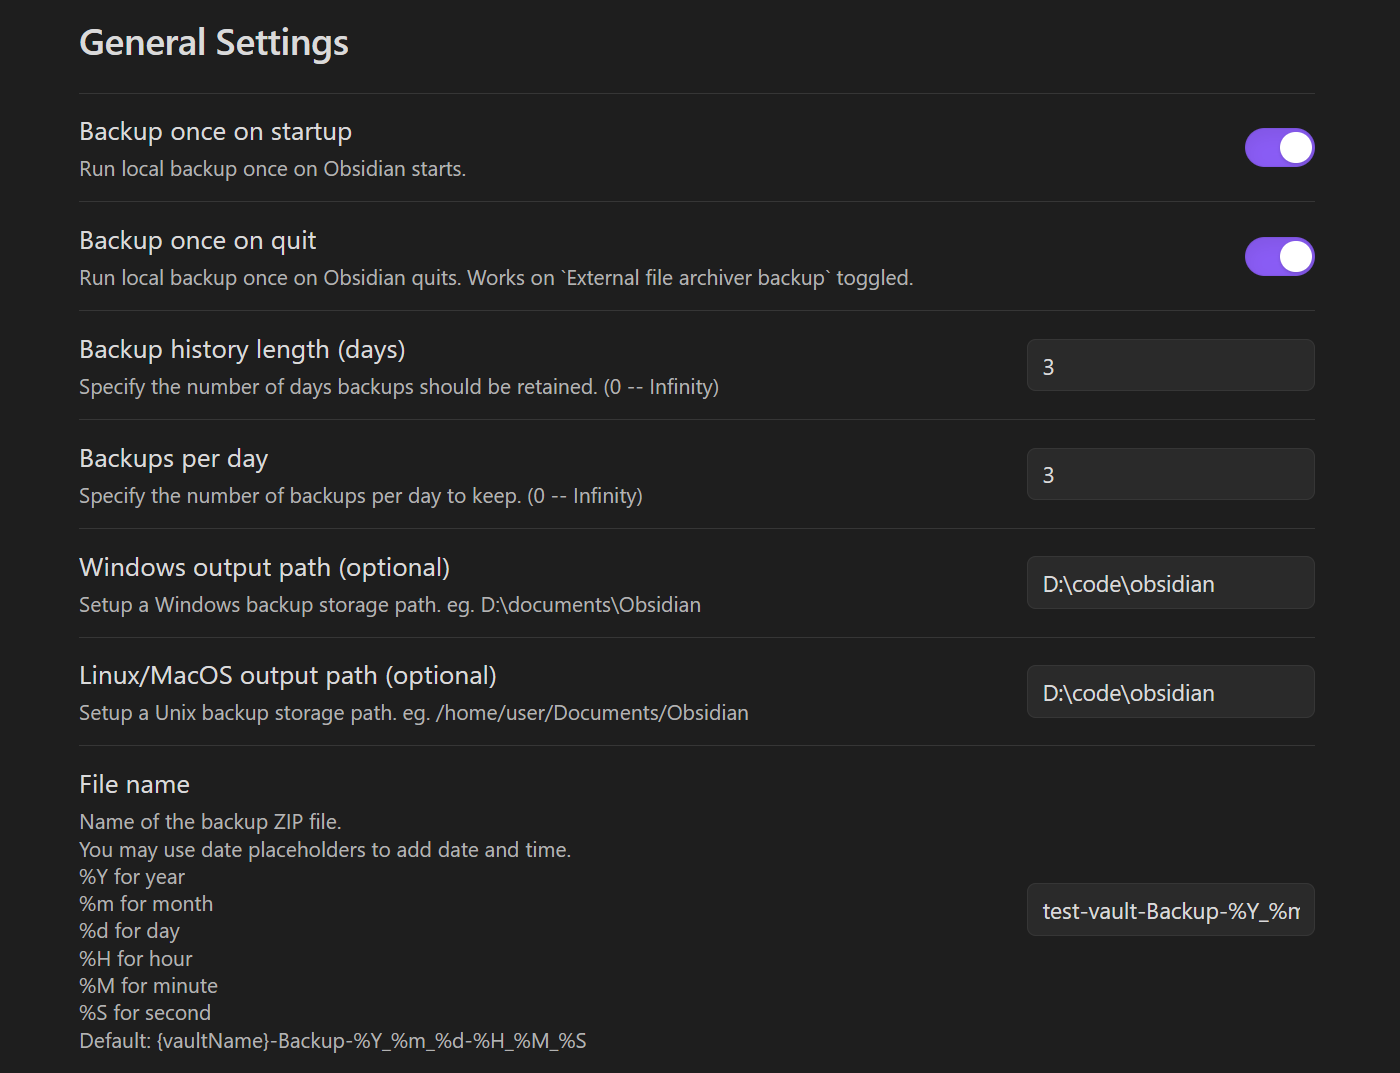 General Settings
Backup once on startup
Run local backup once on Obsidian starts.
Backup once on quit
Run local backup once on Obsidian quits. Works on `External file archiver backup` toggled.
Backup history length (days)
Specify the number of days backups should be retained. (0 -- Infinity)
3
Backups per day
Specify the number of backups per day to keep. (0 -- Infinity)
3
Windows output path (optional)
Setup a Windows backup storage path. eg. D:\documents\Obsidian
D:\code\obsidian
Linux/MacOS output path (optional)
Setup a Unix backup storage path. eg. /home/user/Documents/Obsidian
D:\code\obsidian
File name
Name of the backup ZIP file.
You may use date placeholders to add date and time.
%Y for year
%m for month
%d for day
%H for hour
%M for minute
%S for second
Default: {vaultName}-Backup-%Y_%m_%d-%H_%M_%S
test-vault-Backup-%Y_%m